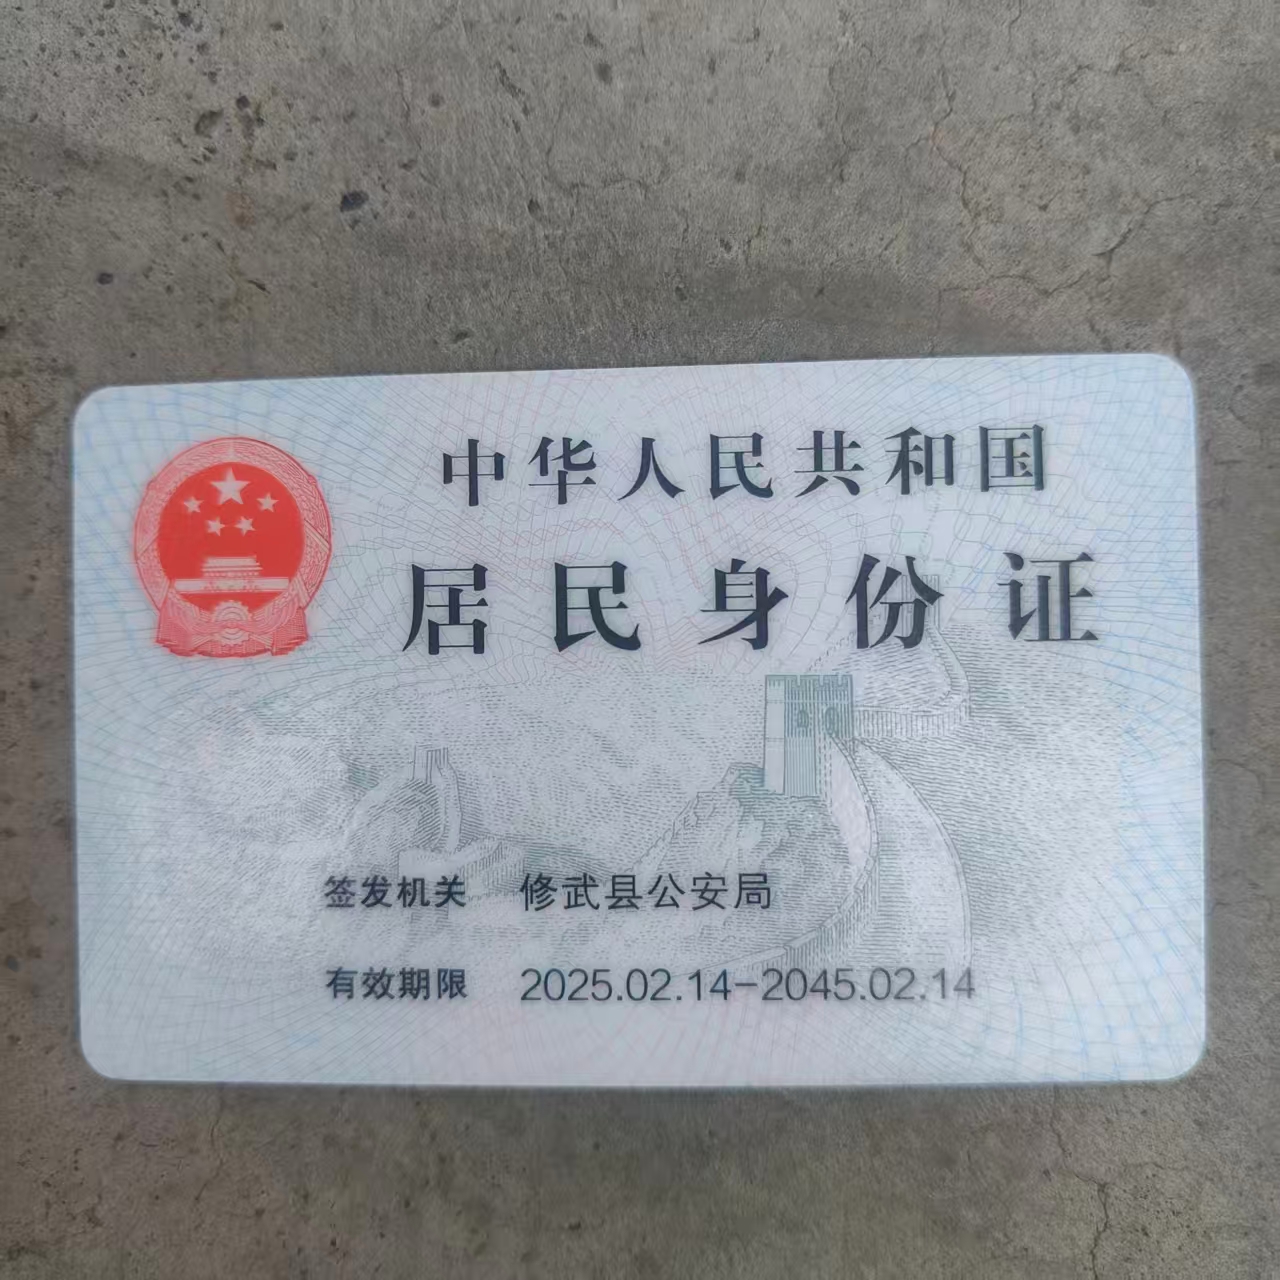 中华人民共和国
居民身份证
签发机关 修武县公安局
有效期限 2025.02.14-2045.02.14